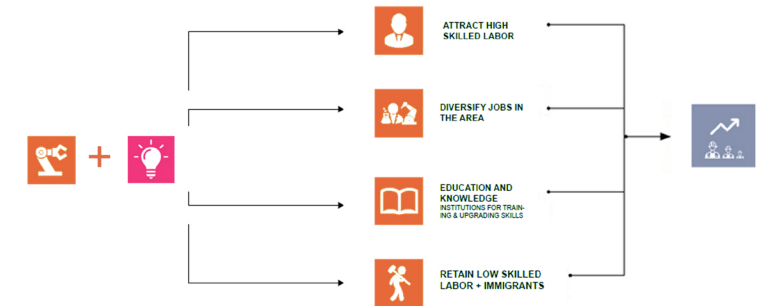 ATTRACT HIGH
SKILLED LABOR
DIVERSIFY JOBS IN
THE AREA
EDUCATION AND
KNOWLEDGE
INSTITUTIONS FOR TRAIN-
ING & UPGRADING SKILLS
RETAIN LOW SKILLED
LABOR + IMMIGRANTS